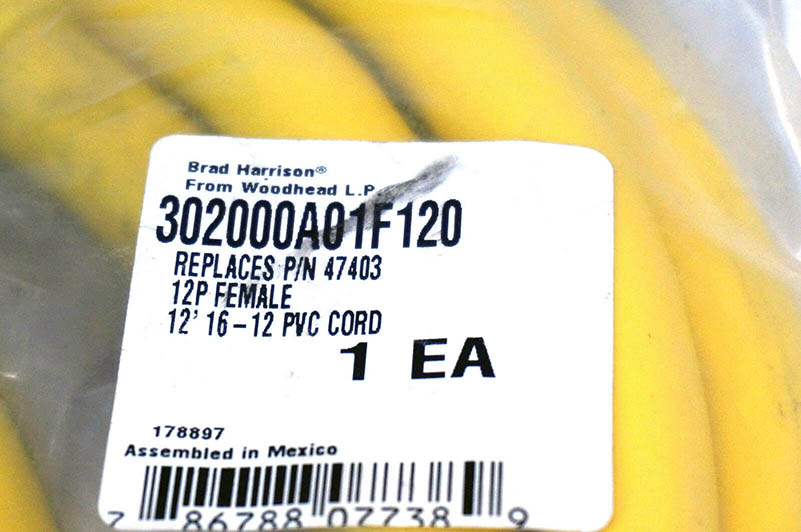 Brad Harrison®
From Woodhead L.P.
302000A01F120
REPLACES P/N 47403
12P FEMALE
12' 16-12 PVC CORD
1 EA
178897
Assembled in Mexico
7 86788 07738 9